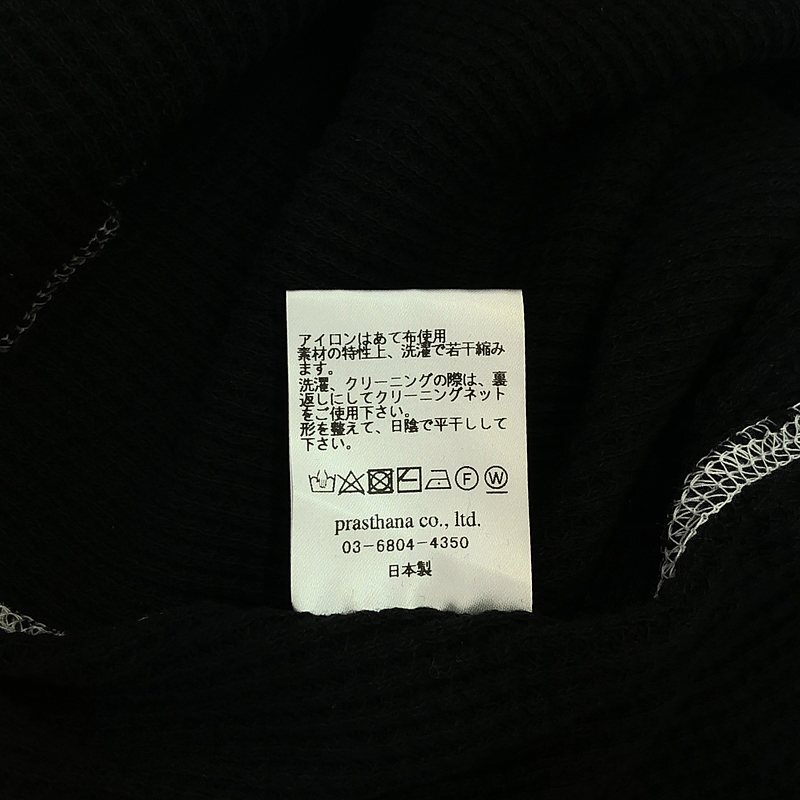 アイロンはあて布使用
素材の特性上、洗濯で若干縮み
ます。
洗濯、クリーニングの際は、裏
返しにしてクリーニングネット
をご使用下さい。
形を整えて、日陰で平干しして
下さい。
F W
prasthana co., ltd.
03-6804-4350
日本製